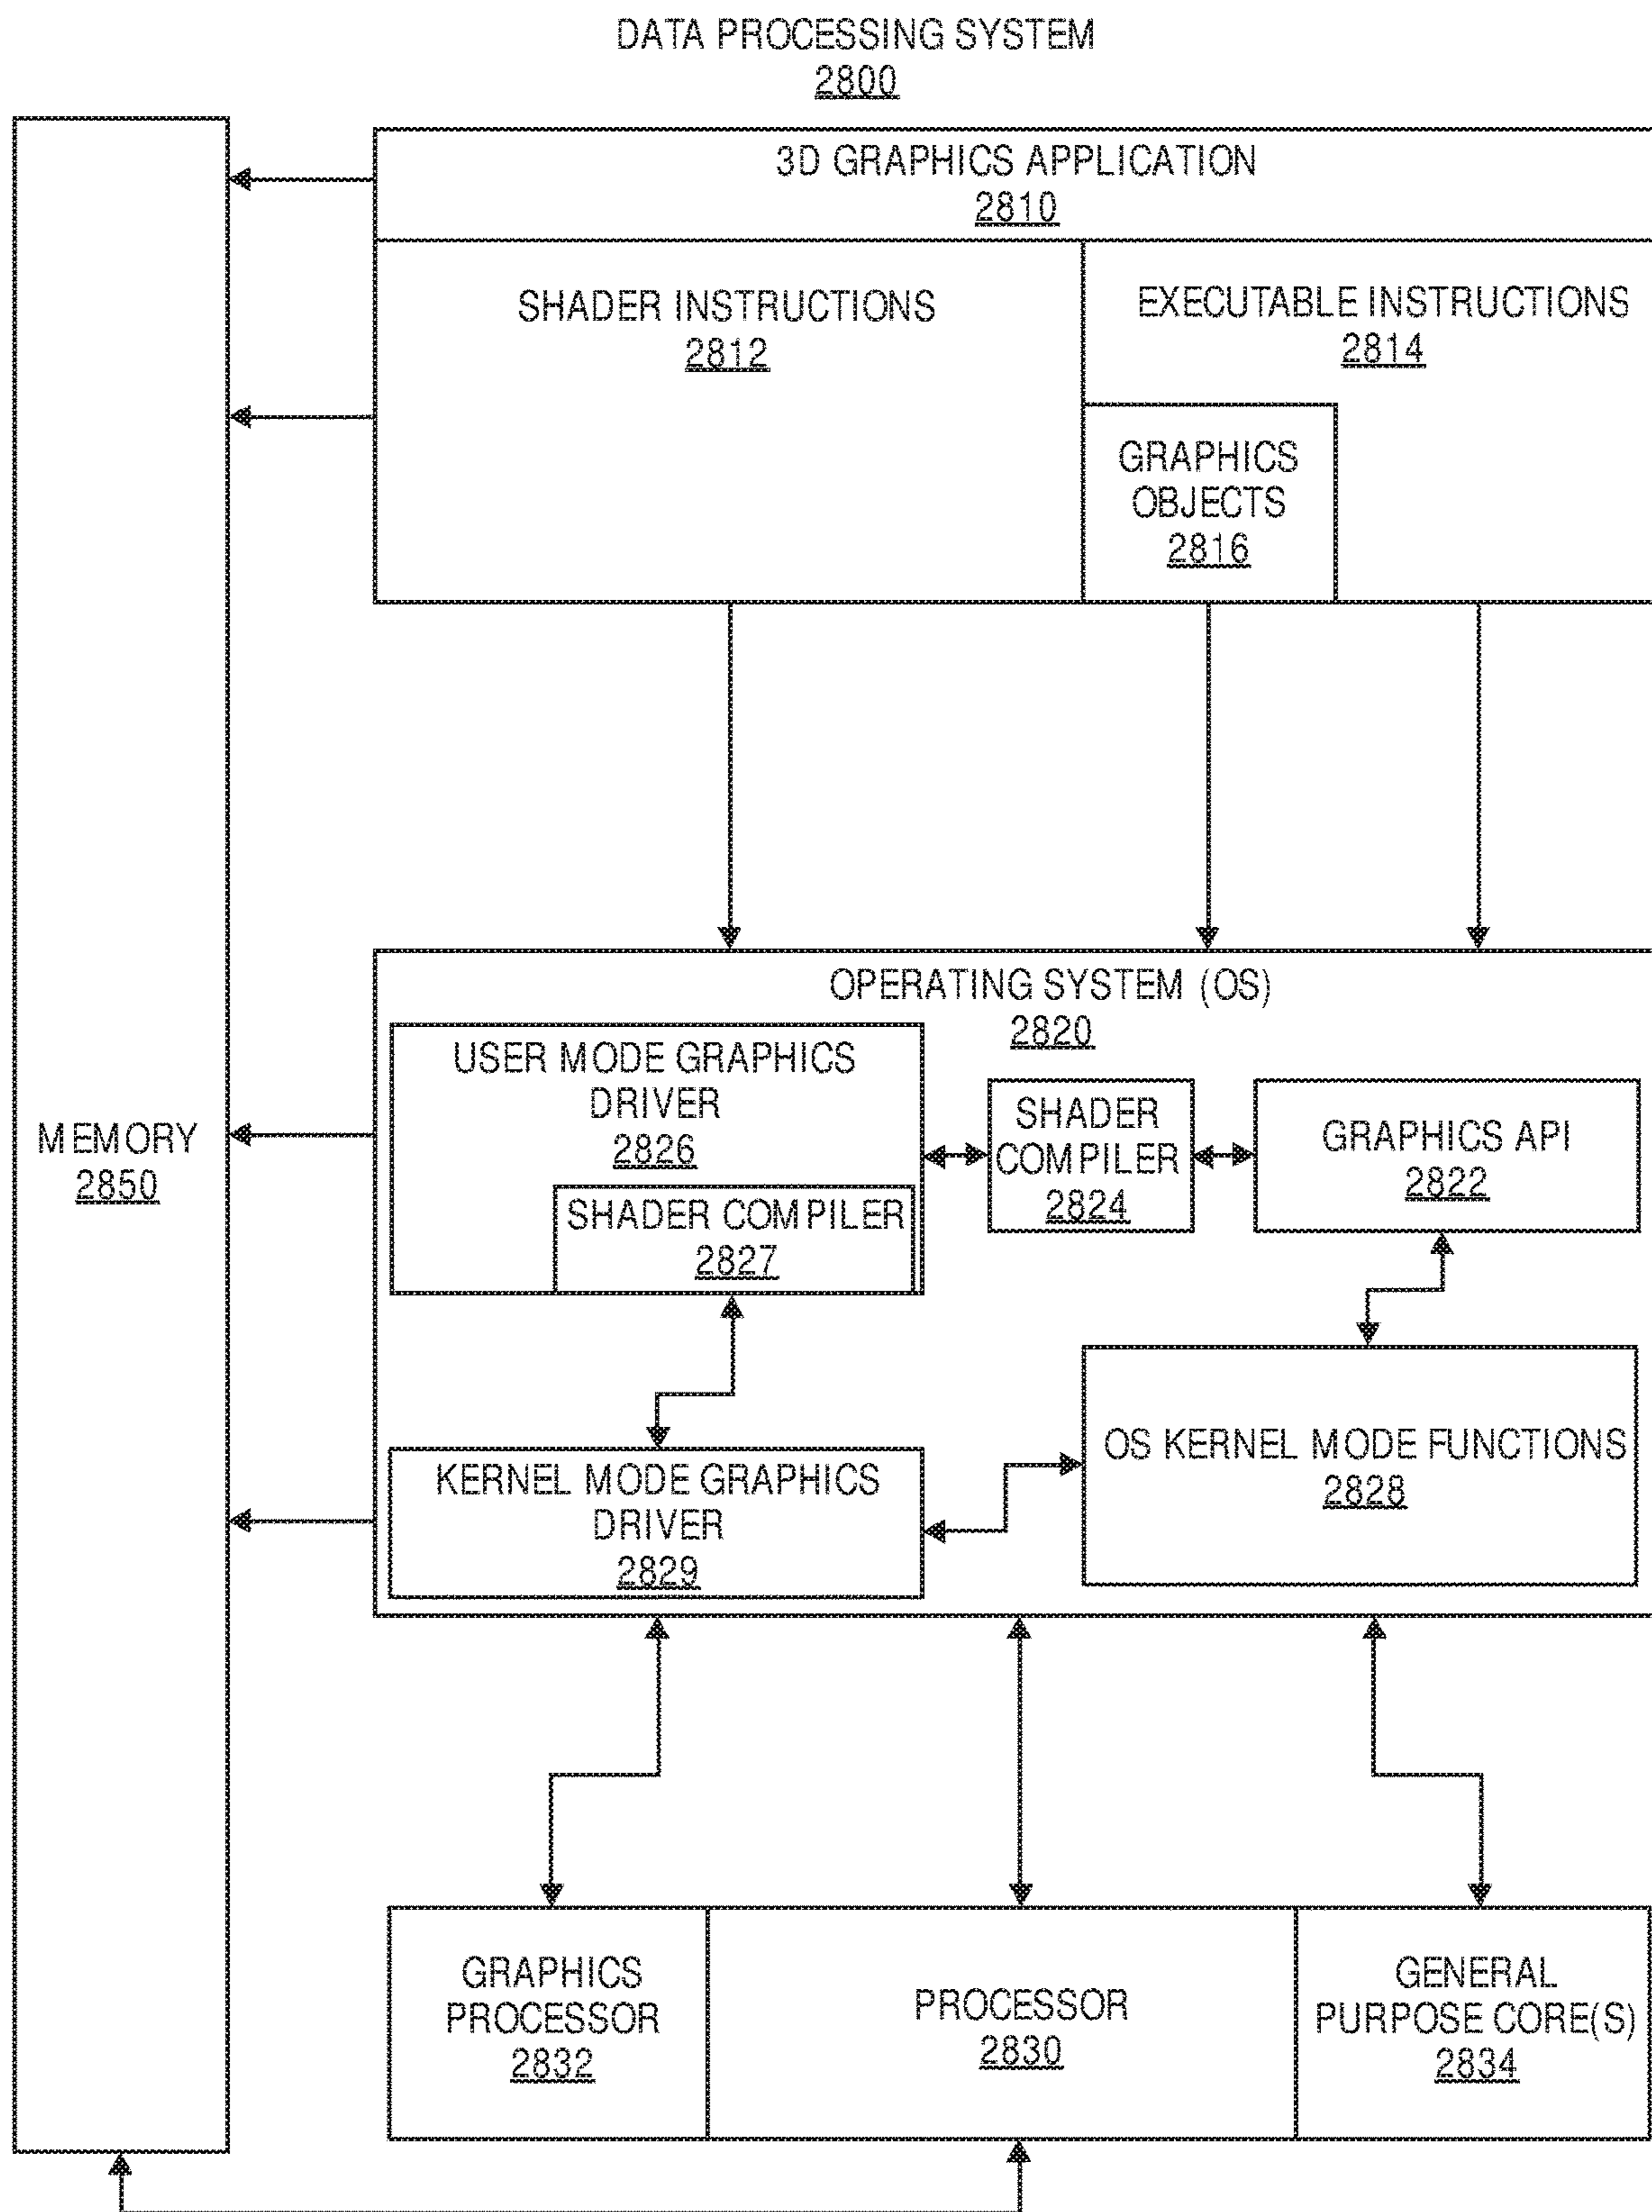 DATA PROCESSING SYSTEM
2800
3D GRAPHICS APPLICATION
2810
SHADER INSTRUCTIONS
2812
EXECUTABLE INSTRUCTIONS
2814
GRAPHICS
OBJECTS
2816
OPERATING SYSTEM (OS)
2820
USER MODE GRAPHICS
DRIVER
2826
SHADER COMPILER
2827
SHADER
COMPILER
2824
GRAPHICS API
2822
MEMORY
2850
KERNEL MODE GRAPHICS
DRIVER
2829
OS KERNEL MODE FUNCTIONS
2828
GRAPHICS
PROCESSOR
2832
PROCESSOR
2830
GENERAL
PURPOSE CORE(S)
2834